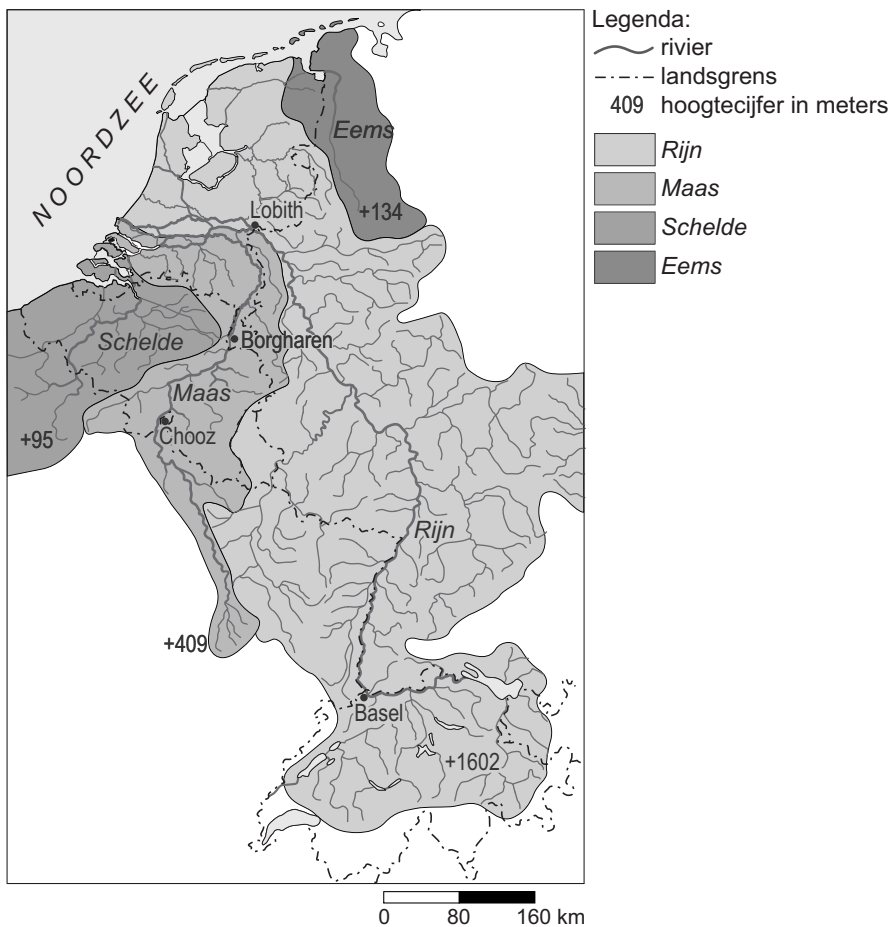 Legenda:
rivier
landsgrens
409 hoogtecijfer in meters
Rijn
Maas
Schelde
Eems
NOORDZEE
Eems
+134
Lobith
Schelde
Borgharen
Maas
Chooz
+95
Rijn
+409
Basel
+1602
0 80 160 km